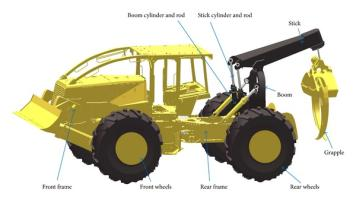 Boom cylinder and rod
Stick cylinder and rod
Stick
Boom
Grapple
Front frame
Front wheels
Rear frame
Rear wheels